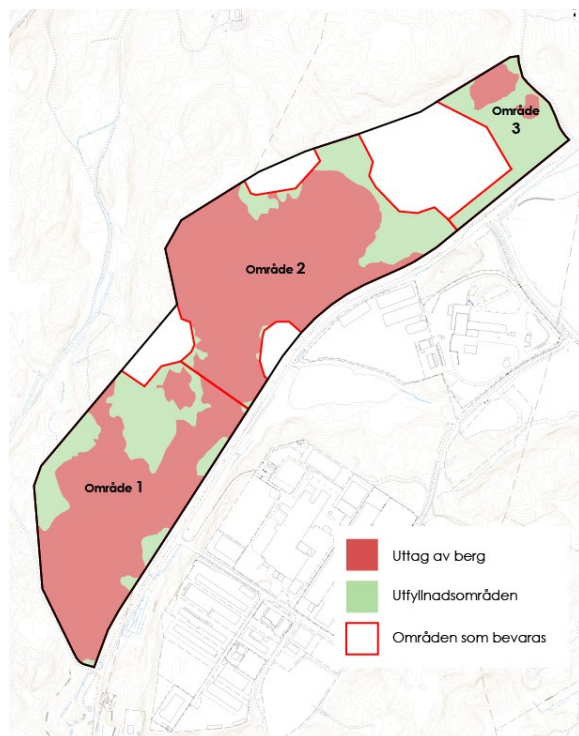 Område
3
Område 2
Område 1
Uttag av berg
Utfyllnadsområden
Områden som bevaras